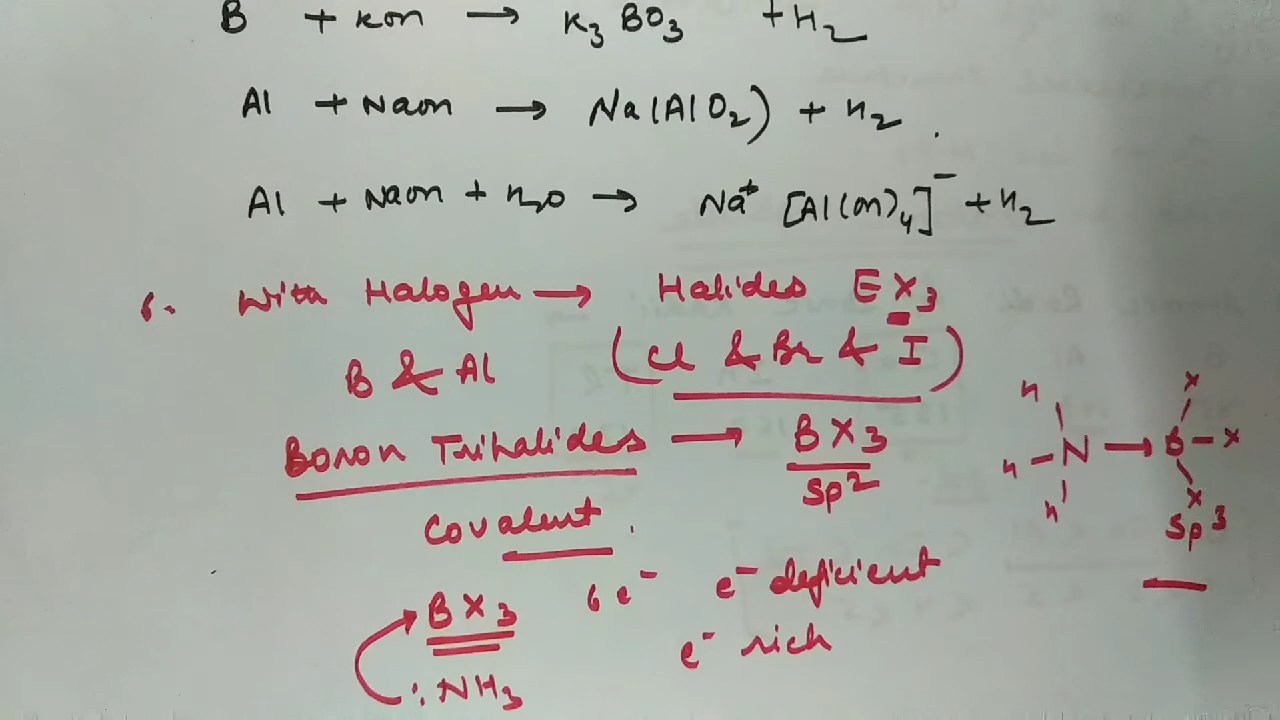 B + KOH → K₃BO₃ + H₂
Al + NaOH → Na(AlO₂) + H₂.
Al + NaOH + H₂O → Na⁺ [Al(OH)₄]⁻ + H₂
6. With Halogen → Halides EX₃
B & Al (Cl & Br & I)
Boron Trihalides → BX₃
sp²
Covalent.
BX₃ 6e⁻ e⁻ deficient
:NH₃ e⁻ rich
H X
H – N → B – X
H X
sp³